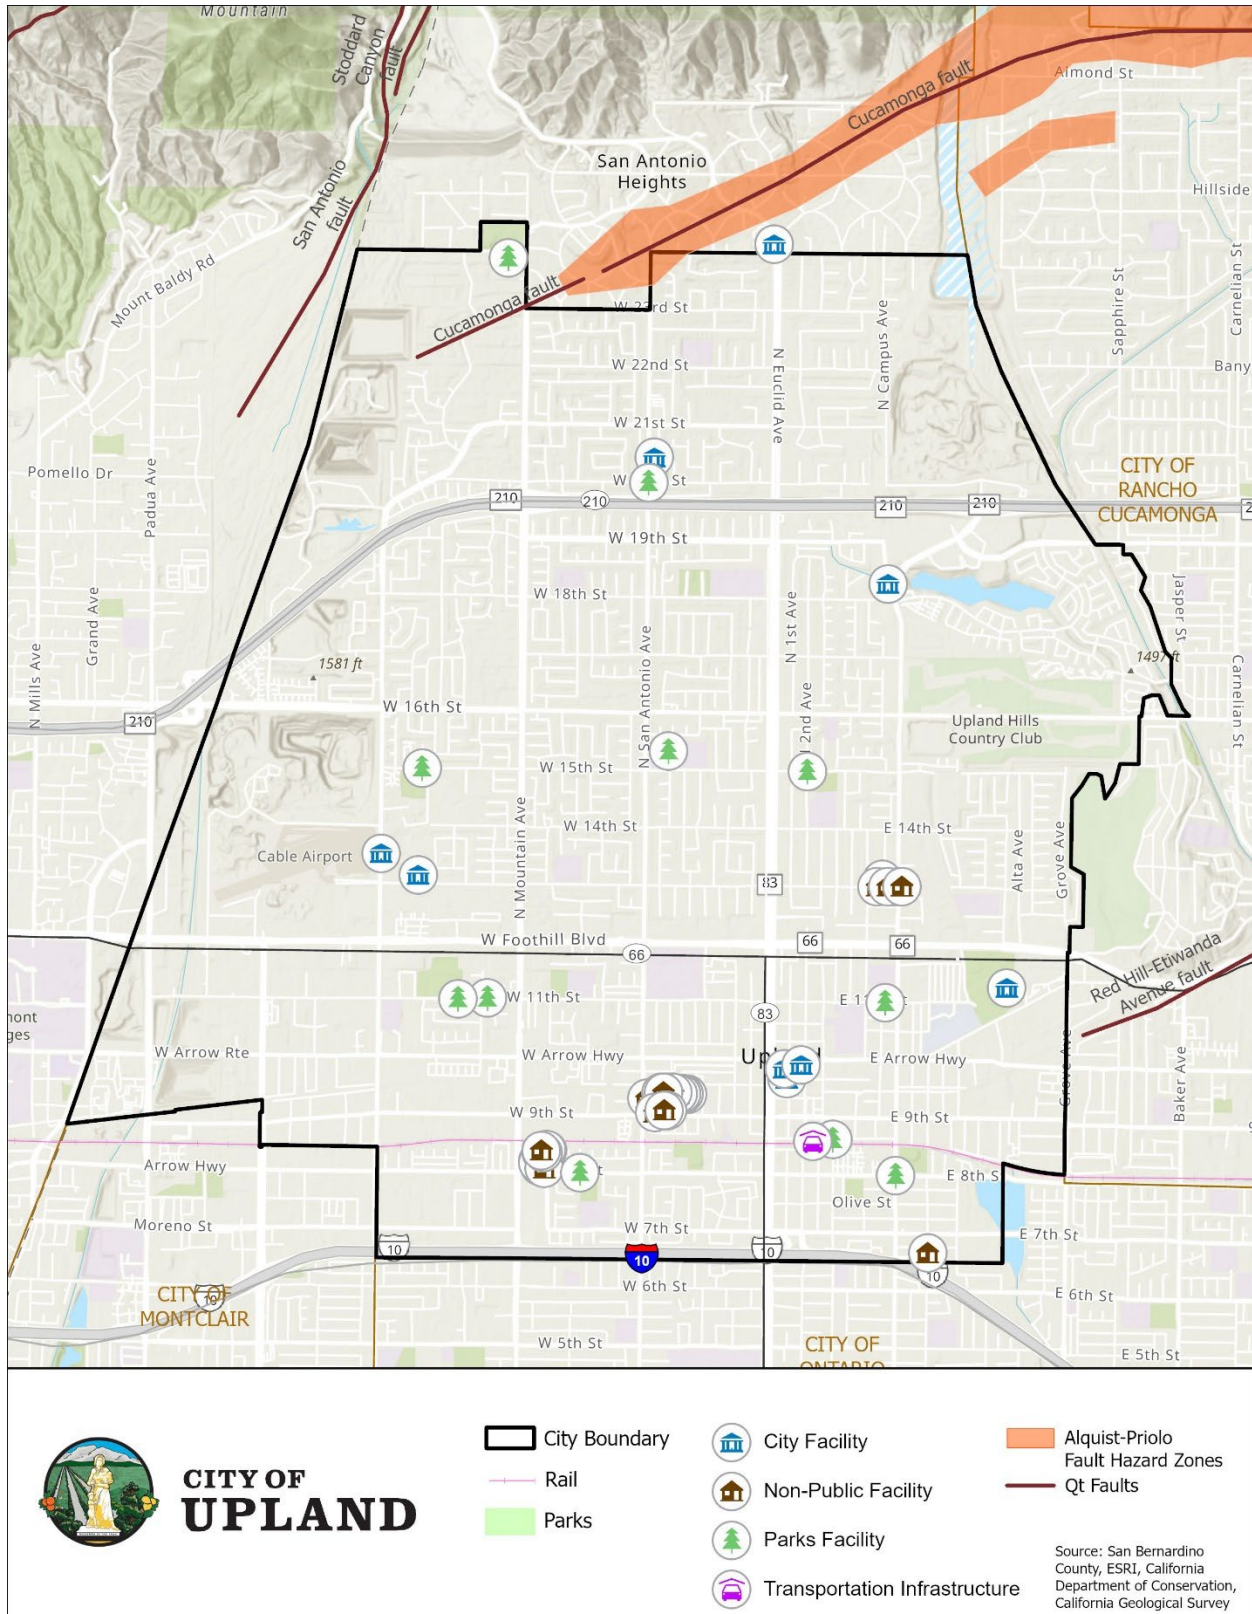 Mountain
Stoddard
Canyon
fault
Almond St
Cucamonga fault
San Antonio
Heights
San Antonio
fault
Hillside
Mount Baldy Rd
Cucamonga fault
W 23rd St
Sapphire St
Carnelian St
W 22nd St
N Euclid Ave
N Campus Ave
Bany
W 21st St
Pomello Dr
Padua Ave
CITY OF
RANCHO
CUCAMONGA
W
St
210
210
210
210
2
W 19th St
W 18th St
Jasper St
Grand Ave
N Mills Ave
1581 ft
N San Antonio Ave
N 1st Ave
1497 ft
Carnelian St
210
W 16th St
Upland Hills
Country Club
2nd Ave
W 15th St
W 14th St
E 14th St
Cable Airport
N Mountain Ave
Alta Ave
Grove Ave
83
W Foothill Blvd
66
66
66
Red Hill-Etiwanda
Avenue fault
W 11th St
E 1
St
83
mont
ges
W Arrow Rte
W Arrow Hwy
Up
d
E Arrow Hwy
Grove Ave
Baker Ave
W 9th St
E 9th St
Arrow Hwy
t
E 8th S
Olive St
Moreno St
W 7th St
E 7th St
10
10
10
10
W 6th St
E 6th St
CITY OF
MONTCLAIR
10
W 5th St
CITY OF
ONTARIO
E 5th St
CITY OF
UPLAND
City Boundary
Rail
Parks
City Facility
Non-Public Facility
Parks Facility
Transportation Infrastructure
Alquist-Priolo
Fault Hazard Zones
Qt Faults
Source: San Bernardino
County, ESRI, California
Department of Conservation,
California Geological Survey